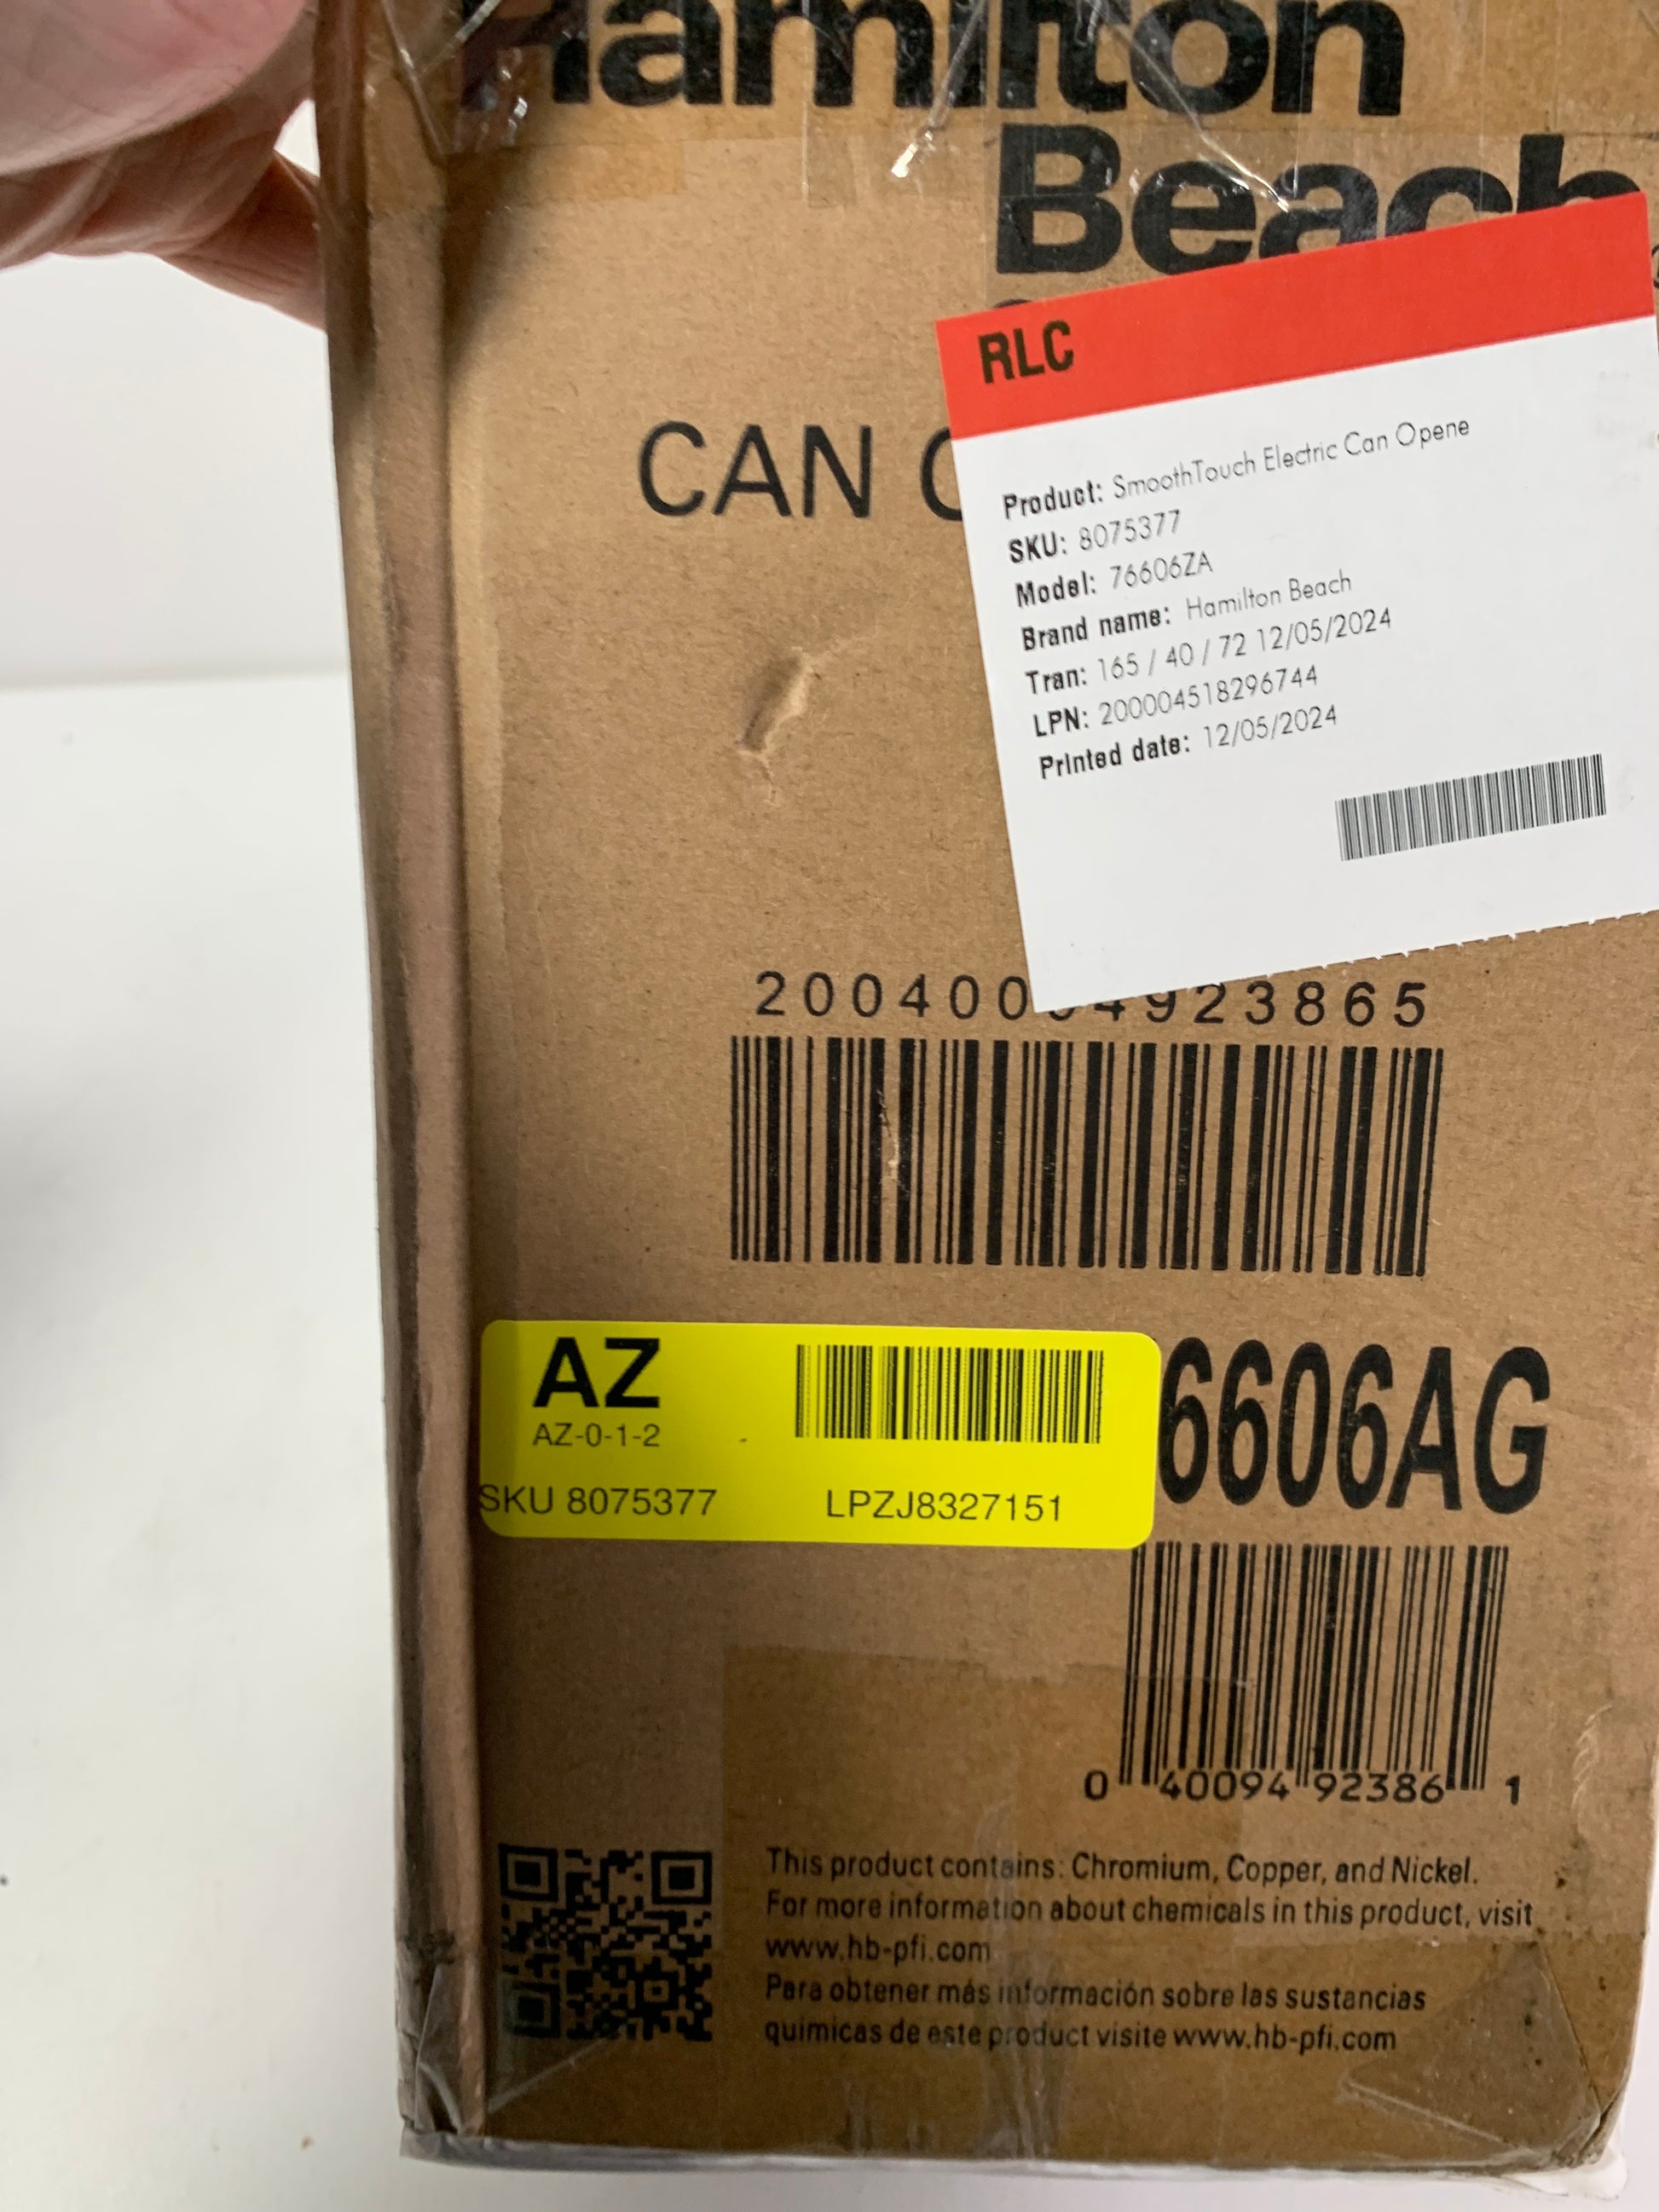 Hamilton
Beach
RLC
CAN
Product: SmoothTouch Electric Can Opene
SKU: 8075377
Model: 76606ZA
Brand name: Hamilton Beach
Tran: 165 / 40 / 72 12/05/2024
LPN: 200004518296744
Printed date: 12/05/2024
200400 4923865
AZ
AZ-0-1-2
SKU 8075377 LPZJ8327151
6606AG
0 40094 92386 1
This product contains: Chromium, Copper, and Nickel.
For more information about chemicals in this product, visit
www.hb-pfi.com
Para obtener más información sobre las sustancias
quimicas de este product visite www.hb-pfi.com